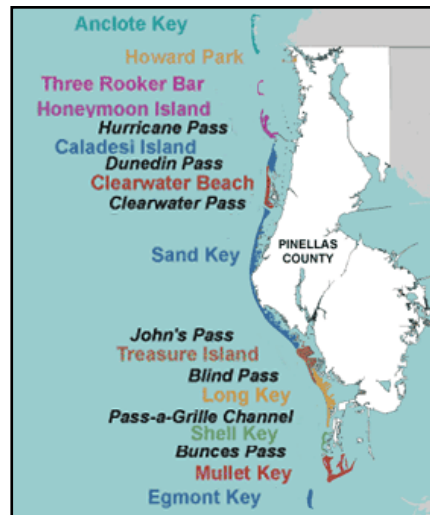 Anclote Key
Howard Park
Three Rooker Bar
Honeymoon Island
Hurricane Pass
Caladesi Island
Dunedin Pass
Clearwater Beach
Clearwater Pass
Sand Key
PINELLAS
COUNTY
John's Pass
Treasure Island
Blind Pass
Long Key
Pass-a-Grille Channel
Shell Key
Bunces Pass
Mullet Key
Egmont Key